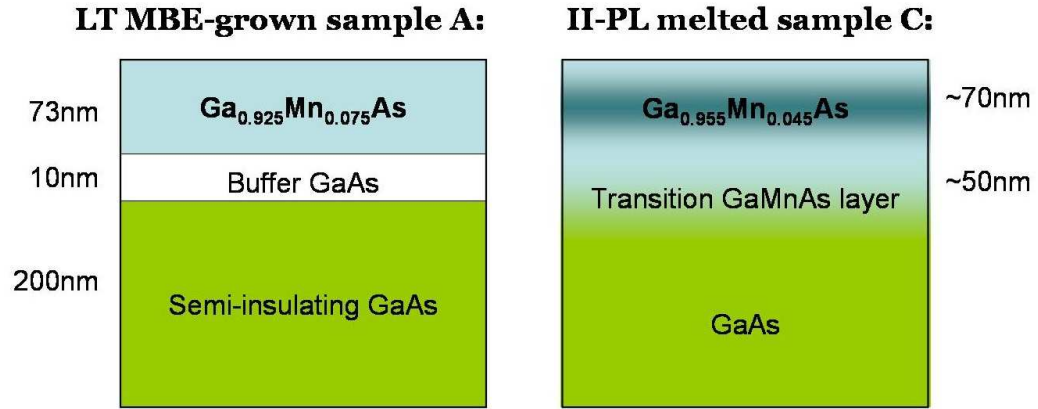 LT MBE-grown sample A:
73nm
Ga0.925Mn0.075As
10nm
Buffer GaAs
200nm
Semi-insulating GaAs
II-PL melted sample C:
Ga0.955Mn0.045As
~70nm
Transition GaMnAs layer
~50nm
GaAs